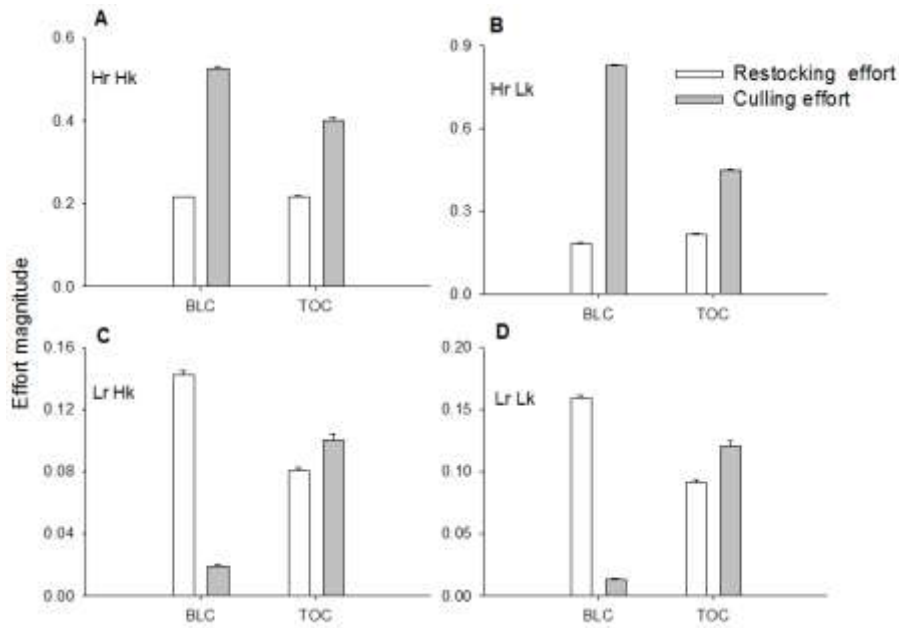 A
0.6
0.4
0.2
0.0
Hr Hk
BLC
TOC
B
0.9
0.6
0.3
0.0
Hr Lk
BLC
TOC
Restocking effort
Culling effort
Effort magnitude
C
0.16
0.12
0.08
0.04
0.00
Lr Hk
BLC
TOC
D
0.20
0.15
0.10
0.05
0.00
Lr Lk
BLC
TOC